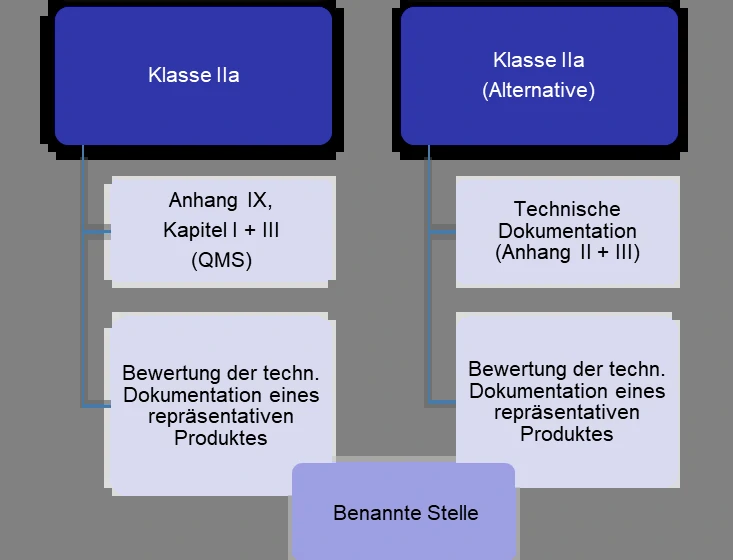 Klasse IIa
Anhang IX,
Kapitel I + III
(QMS)
Bewertung der techn.
Dokumentation eines
repräsentativen
Produktes
Klasse IIa
(Alternative)
Technische
Dokumentation
(Anhang II + III)
Bewertung der techn.
Dokumentation eines
repräsentativen
Produktes
Benannte Stelle